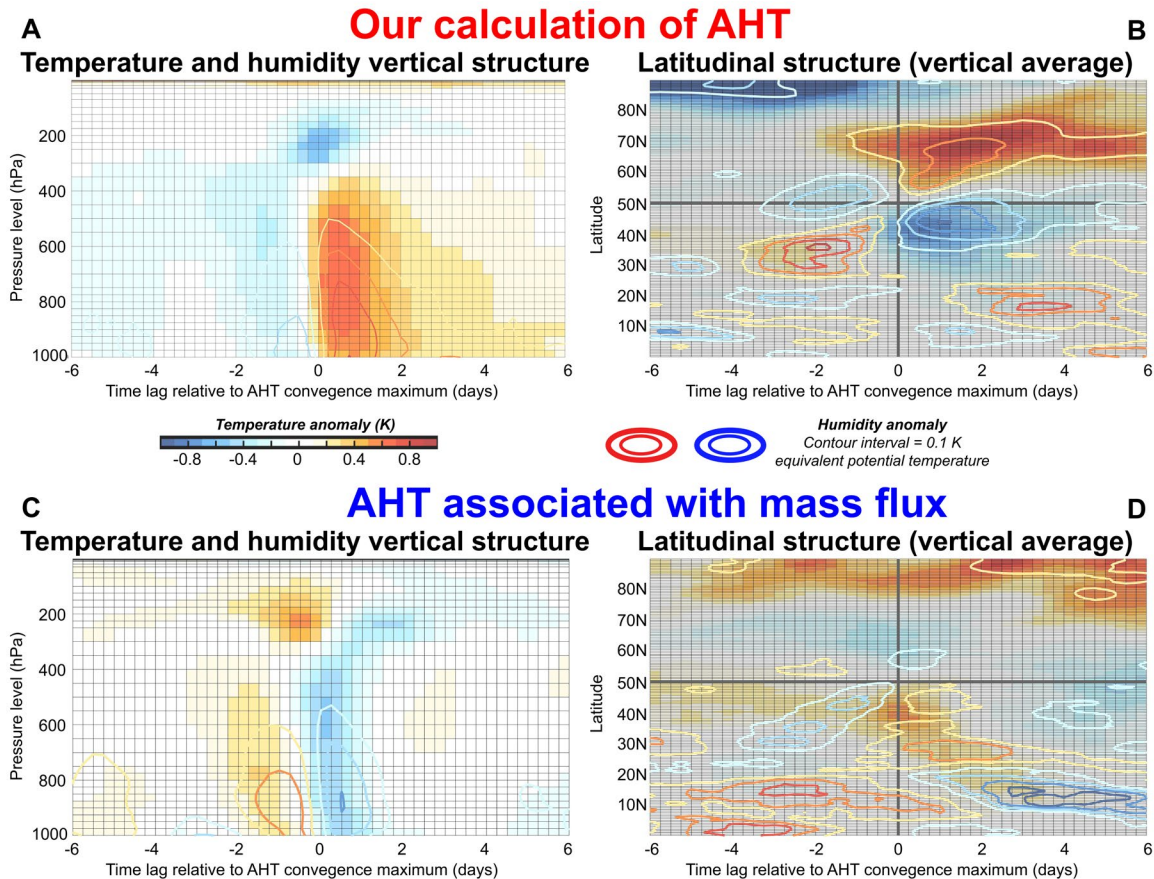 A
Our calculation of AHT
B
Temperature and humidity vertical structure
Latitudinal structure (vertical average)
Pressure level (hPa)
200
400
600
800
1000
-6
-4
-2
0
2
4
6
Time lag relative to AHT convegence maximum (days)
Latitude
80N
70N
60N
50N
40N
30N
20N
10N
-6
-4
-2
0
2
4
6
Time lag relative to AHT convegence maximum (days)
Temperature anomaly (K)
-0.8
-0.4
0
0.4
0.8
Humidity anomaly
Contour interval = 0.1 K
equivalent potential temperature
C
AHT associated with mass flux
D
Temperature and humidity vertical structure
Latitudinal structure (vertical average)
Pressure level (hPa)
200
400
600
800
1000
-6
-4
-2
0
2
4
6
Time lag relative to AHT convegence maximum (days)
Latitude
80N
70N
60N
50N
40N
30N
20N
10N
-6
-4
-2
0
2
4
6
Time lag relative to AHT convegence maximum (days)